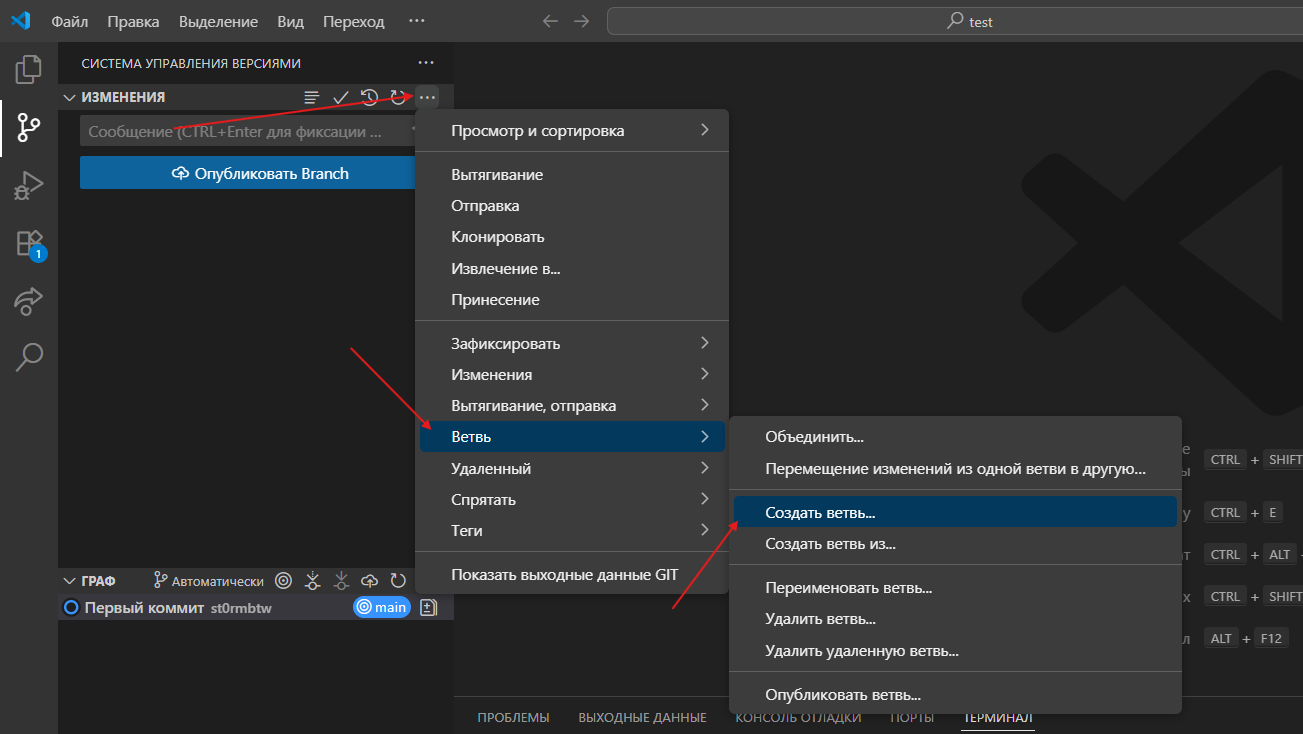 Файл Правка Выделение Вид Переход ···
test
СИСТЕМА УПРАВЛЕНИЯ ВЕРСИЯМИ ···
ИЗМЕНЕНИЯ ···
Сообщение (CTRL+Enter для фиксации ...
Опубликовать Branch
1
Просмотр и сортировка
Вытягивание
Отправка
Клонировать
Извлечение в...
Принесение
Зафиксировать
Изменения
Вытягивание, отправка
Ветвь
Удаленный
Спрятать
Теги
Показать выходные данные GIT
Объединить...
Перемещение изменений из одной ветви в другую...
Создать ветвь...
Создать ветвь из...
Переименовать ветвь...
Удалить ветвь...
Удалить удаленную ветвь...
Опубликовать ветвь...
CTRL + SHIFT
CTRL + E
CTRL + ALT
CTRL + SHIFT
ALT + F12
ГРАФ Автоматически
Первый коммит st0rmbtw main
ПРОБЛЕМЫ ВЫХОДНЫЕ ДАННЫЕ КОНСОЛЬ ОТЛАДКИ ПОРТЫ ТЕРМИНАЛ